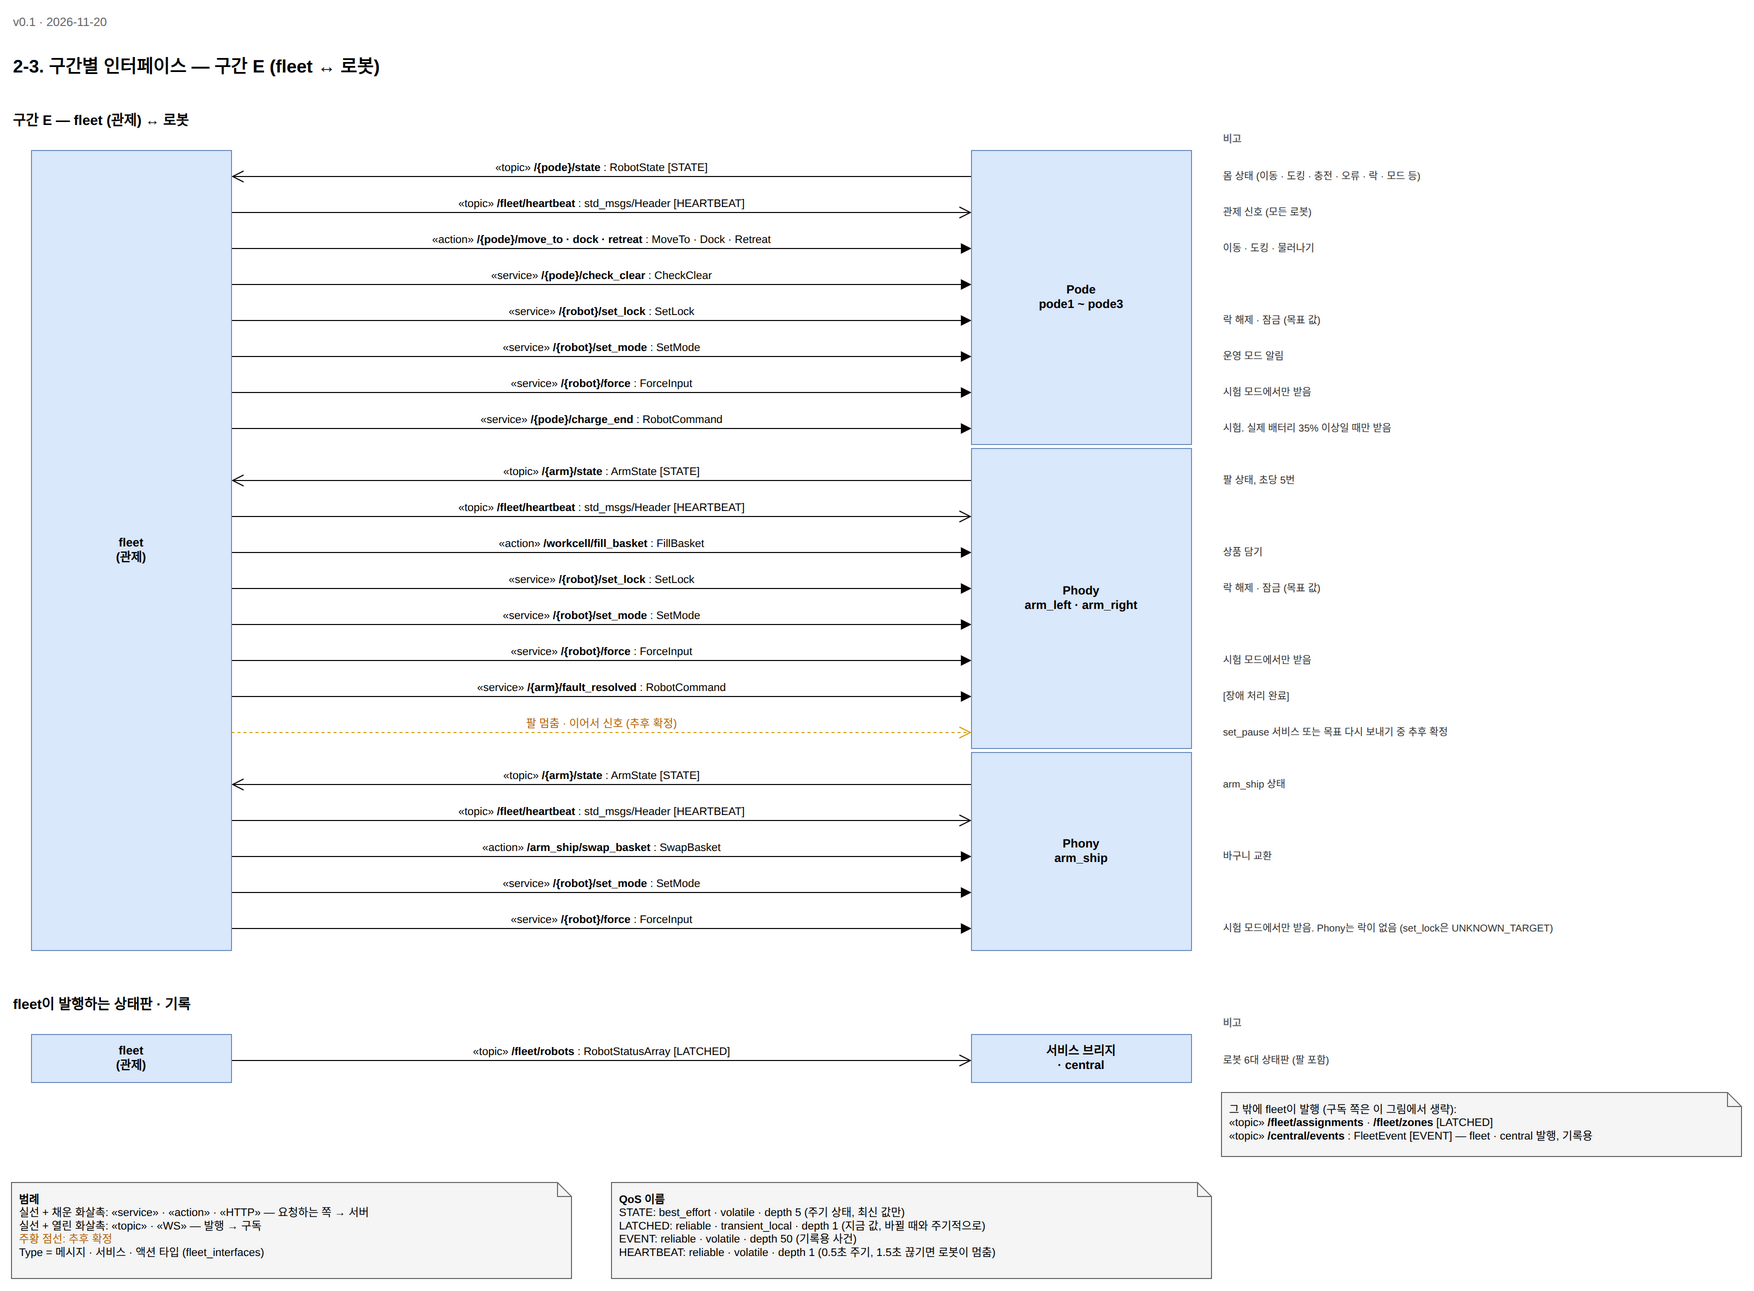 v0.1 · 2026-11-20
2-3. 구간별 인터페이스 — 구간 E (fleet ↔ 로봇)
구간 E — fleet (관제) ↔ 로봇
비고
fleet
(관제)
«topic» /{pode}/state : RobotState [STATE]
몸 상태 (이동 · 도킹 · 충전 · 오류 · 락 · 모드 등)
«topic» /fleet/heartbeat : std_msgs/Header [HEARTBEAT]
관제 신호 (모든 로봇)
«action» /{pode}/move_to · dock · retreat : MoveTo · Dock · Retreat
이동 · 도킹 · 물러나기
«service» /{pode}/check_clear : CheckClear
Pode
pode1 ~ pode3
«service» /{robot}/set_lock : SetLock
락 해제 · 잠금 (목표 값)
«service» /{robot}/set_mode : SetMode
운영 모드 알림
«service» /{robot}/force : ForceInput
시험 모드에서만 받음
«service» /{pode}/charge_end : RobotCommand
시험. 실제 배터리 35% 이상일 때만 받음
«topic» /{arm}/state : ArmState [STATE]
팔 상태, 초당 5번
«topic» /fleet/heartbeat : std_msgs/Header [HEARTBEAT]
«action» /workcell/fill_basket : FillBasket
상품 담기
«service» /{robot}/set_lock : SetLock
락 해제 · 잠금 (목표 값)
Phody
arm_left · arm_right
«service» /{robot}/set_mode : SetMode
«service» /{robot}/force : ForceInput
시험 모드에서만 받음
«service» /{arm}/fault_resolved : RobotCommand
[장애 처리 완료]
팔 멈춤 · 이어서 신호 (추후 확정)
set_pause 서비스 또는 목표 다시 보내기 중 추후 확정
«topic» /{arm}/state : ArmState [STATE]
arm_ship 상태
«topic» /fleet/heartbeat : std_msgs/Header [HEARTBEAT]
«action» /arm_ship/swap_basket : SwapBasket
바구니 교환
Phony
arm_ship
«service» /{robot}/set_mode : SetMode
«service» /{robot}/force : ForceInput
시험 모드에서만 받음. Phony는 락이 없음 (set_lock은 UNKNOWN_TARGET)
fleet이 발행하는 상태판 · 기록
비고
fleet
(관제)
«topic» /fleet/robots : RobotStatusArray [LATCHED]
서비스 브리지
· central
로봇 6대 상태판 (팔 포함)
그 밖에 fleet이 발행 (구독 쪽은 이 그림에서 생략):
«topic» /fleet/assignments · /fleet/zones [LATCHED]
«topic» /central/events : FleetEvent [EVENT] — fleet · central 발행, 기록용
범례
실선 + 채운 화살촉: «service» · «action» · «HTTP» — 요청하는 쪽 → 서버
실선 + 열린 화살촉: «topic» · «WS» — 발행 → 구독
주황 점선: 추후 확정
Type = 메시지 · 서비스 · 액션 타입 (fleet_interfaces)
QoS 이름
STATE: best_effort · volatile · depth 5 (주기 상태, 최신 값만)
LATCHED: reliable · transient_local · depth 1 (지금 값, 바뀔 때와 주기적으로)
EVENT: reliable · volatile · depth 50 (기록용 사건)
HEARTBEAT: reliable · volatile · depth 1 (0.5초 주기, 1.5초 끊기면 로봇이 멈춤)